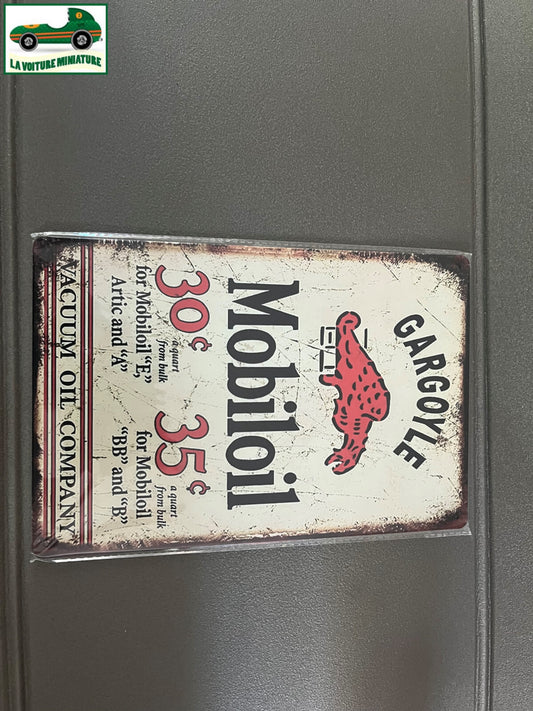 LA VOITURE MINIATURE
GARGOYLE
Mobiloil
30¢
a quart
from bulk
for Mobiloil "E,"
Artic and "A"
35¢
a quart
from bulk
for Mobiloil
"BB" and "B"
VACUUM OIL COMPANY